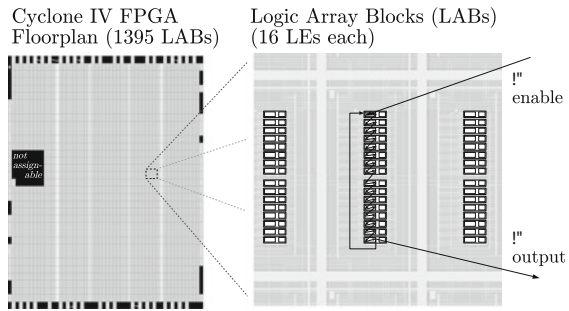 Cyclone IV FPGA
Floorplan (1395 LABs)
Logic Array Blocks (LABs)
(16 LEs each)
!"
enable
not
assign-
able
!"
output